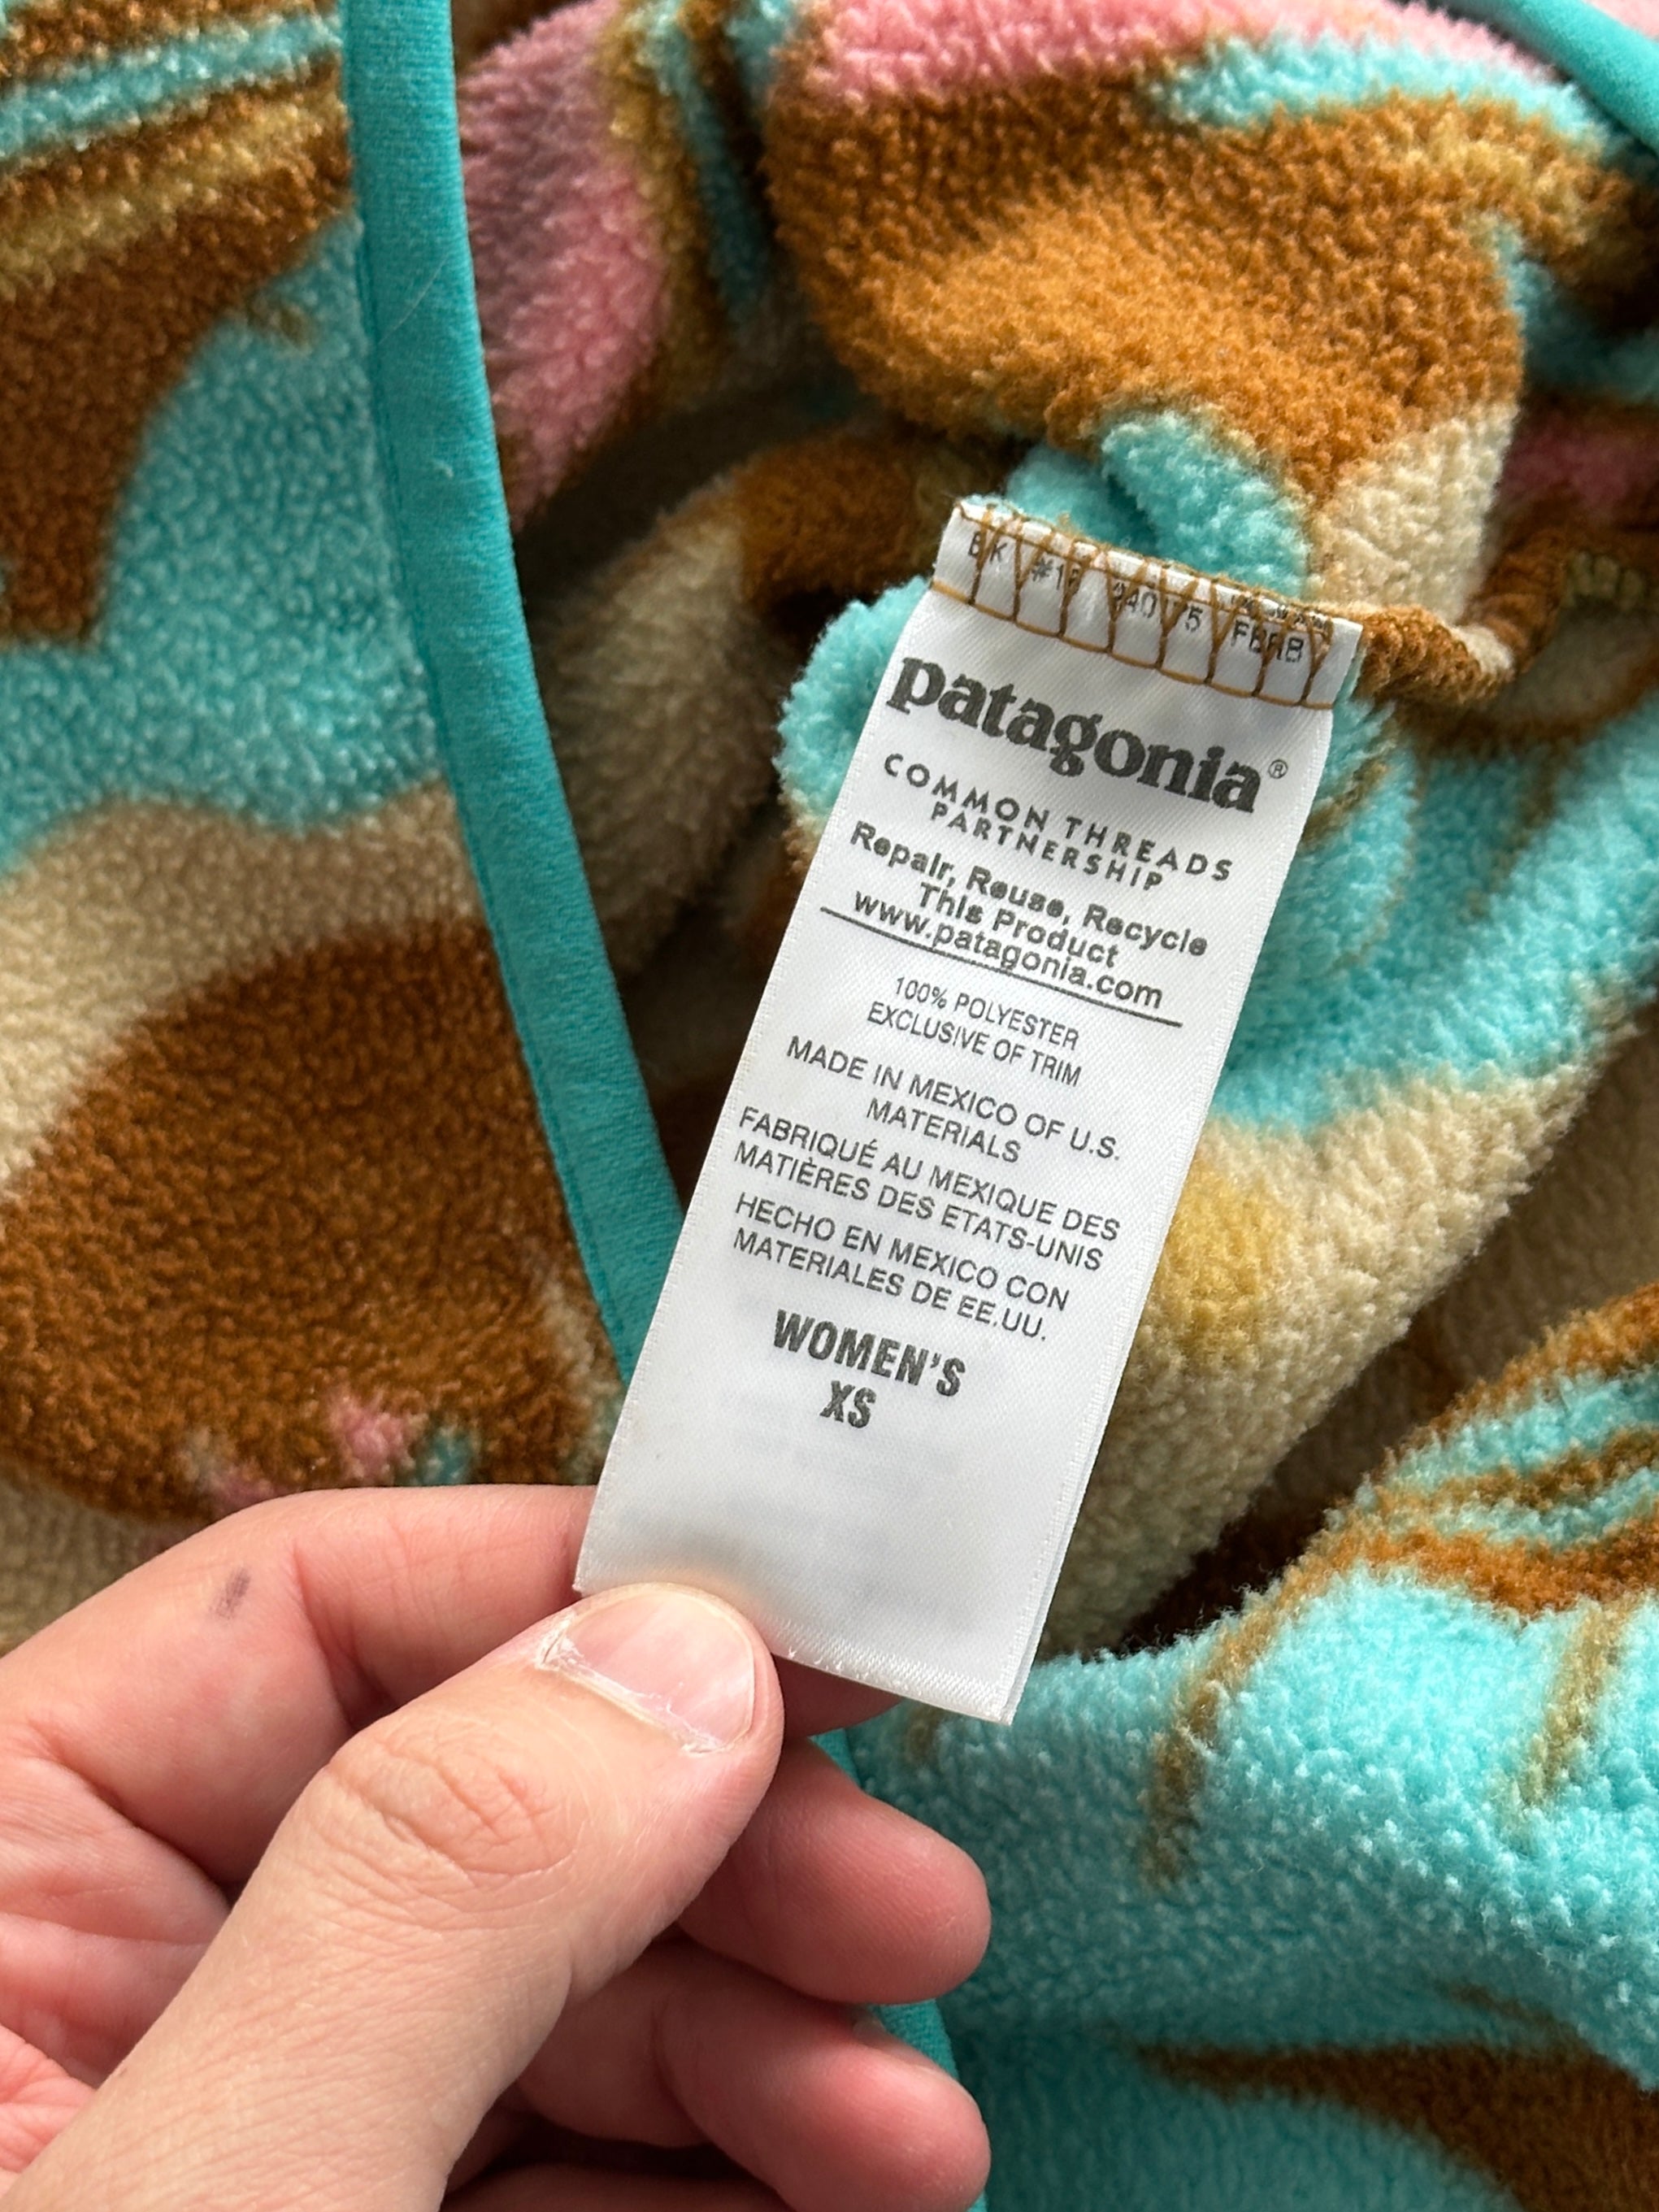 patagonia®
COMMON THREADS
PARTNERSHIP
Repair, Reuse, Recycle
This Product
www.patagonia.com
100% POLYESTER
EXCLUSIVE OF TRIM
MADE IN MEXICO OF U.S.
MATERIALS
FABRIQUÉ AU MEXIQUE DES
MATIÈRES DES ETATS-UNIS
HECHO EN MEXICO CON
MATERIALES DE EE.UU.
WOMEN'S
XS